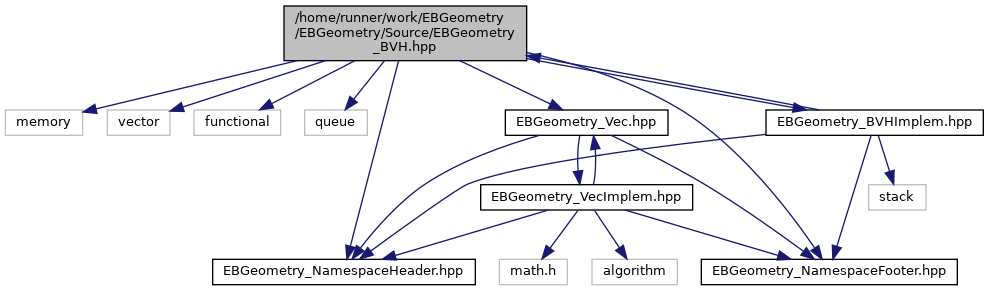 /home/runner/work/EBGeometry
/EBGeometry/Source/EBGeometry
_BVH.hpp
memory
vector
functional
queue
EBGeometry_Vec.hpp
EBGeometry_BVHImplem.hpp
EBGeometry_VecImplem.hpp
stack
EBGeometry_NamespaceHeader.hpp
math.h
algorithm
EBGeometry_NamespaceFooter.hpp